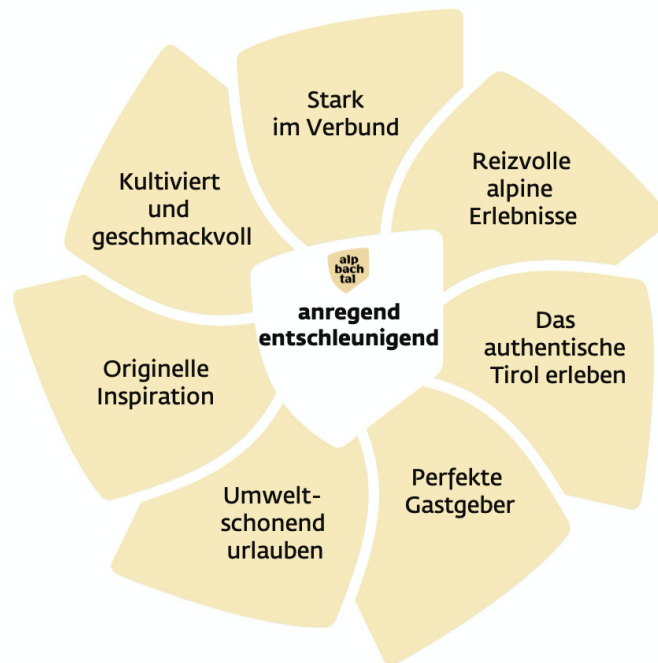 Stark
im Verbund
Reizvolle
alpine
Erlebnisse
Das
authentische
Tirol erleben
Perfekte
Gastgeber
Umwelt-
schonend
urlauben
Originelle
Inspiration
Kultiviert
und
geschmackvoll
alp
bach
tal
anregend
entschleunigend